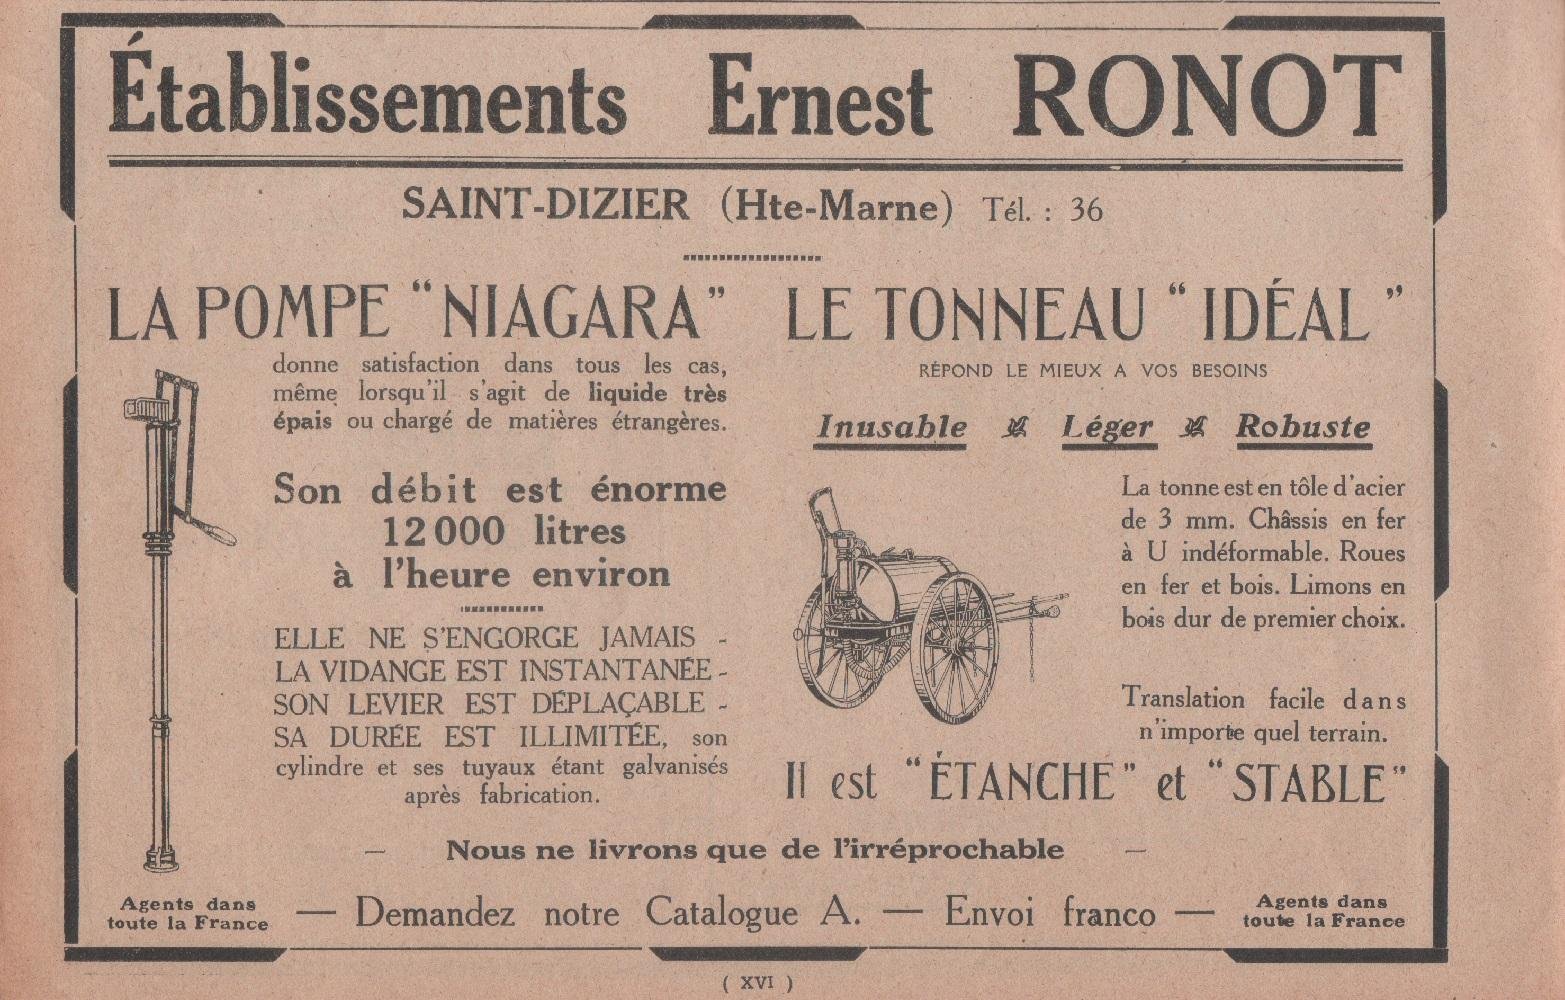 Établissements Ernest RONOT
SAINT-DIZIER (Hte-Marne) Tél. : 36
LA POMPE “NIAGARA”
donne satisfaction dans tous les cas,
même lorsqu'il s'agit de liquide très
épais ou chargé de matières étrangères.
Son débit est énorme
12 000 litres
à l'heure environ
ELLE NE S'ENGORGE JAMAIS -
LA VIDANGE EST INSTANTANÉE -
SON LEVIER EST DÉPLAÇABLE -
SA DURÉE EST ILLIMITÉE, son
cylindre et ses tuyaux étant galvanisés
après fabrication.
LE TONNEAU “IDÉAL”
RÉPOND LE MIEUX A VOS BESOINS
Inusable Léger Robuste
La tonne est en tôle d'acier
de 3 mm. Châssis en fer
à U indéformable. Roues
en fer et bois. Limons en
bois dur de premier choix.
Translation facile dans
n'importe quel terrain.
Il est “ÉTANCHE” et “STABLE”
— Nous ne livrons que de l'irréprochable —
Agents dans
toute la France
— Demandez notre Catalogue A. — Envoi franco —
Agents dans
toute la France
( XVI )